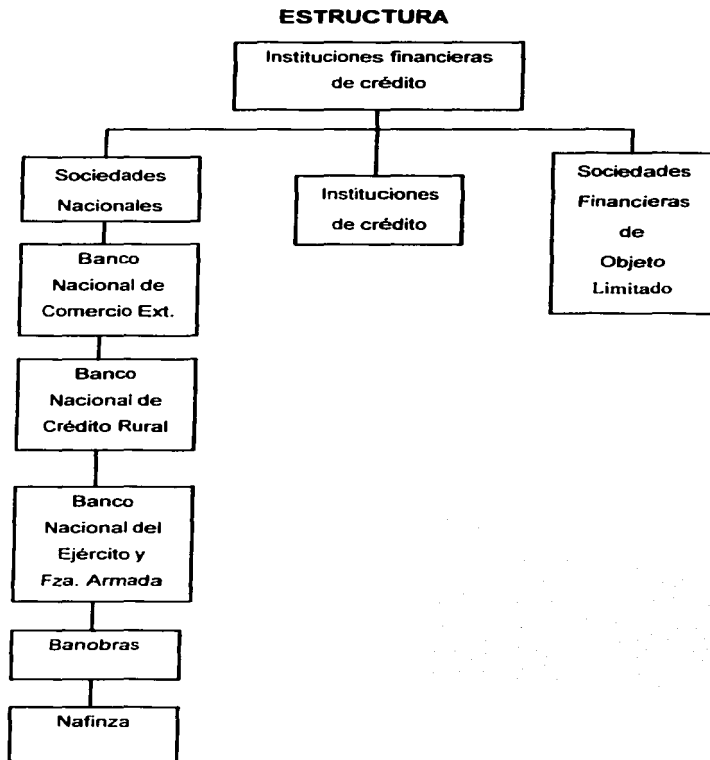 ESTRUCTURA
Instituciones financieras
de crédito
Sociedades
Nacionales
Instituciones
de crédito
Sociedades
Financieras
de
Objeto
Limitado
Banco
Nacional de
Comercio Ext.
Banco
Nacional de
Crédito Rural
Banco
Nacional del
Ejército y
Fza. Armada
Banobras
Nafinza